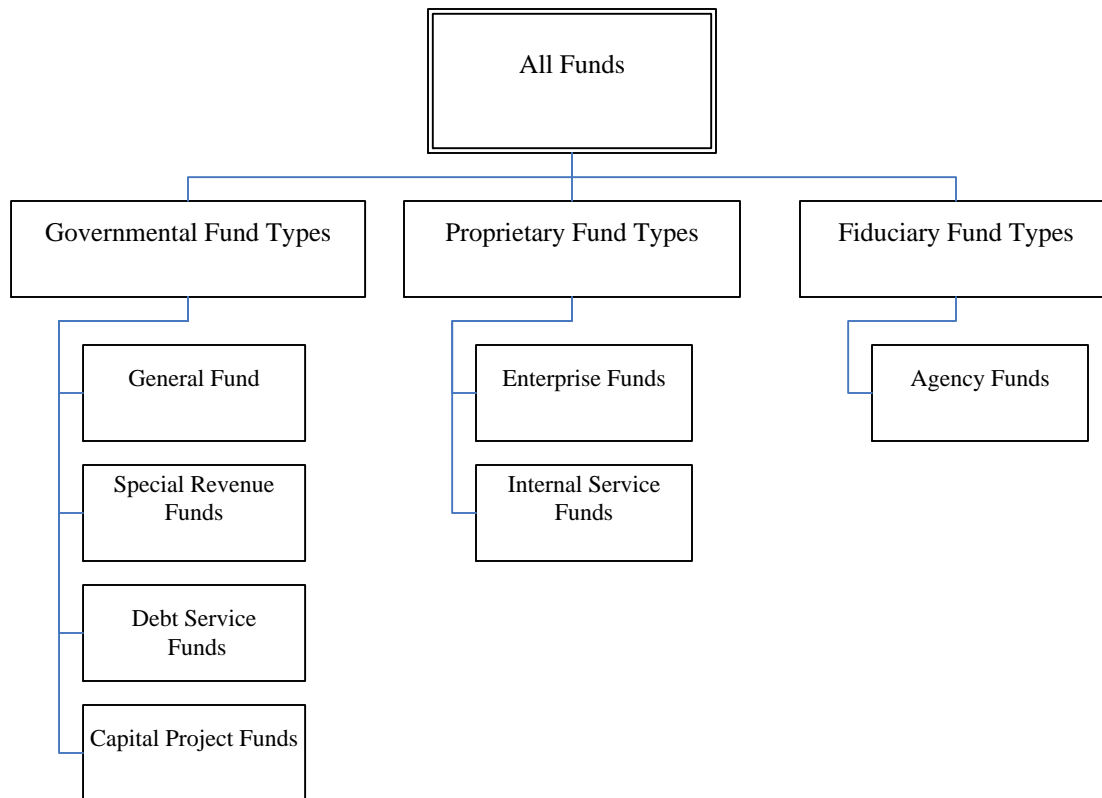 All Funds
Governmental Fund Types
Proprietary Fund Types
Fiduciary Fund Types
General Fund
Special Revenue
Funds
Debt Service
Funds
Capital Project Funds
Enterprise Funds
Internal Service
Funds
Agency Funds